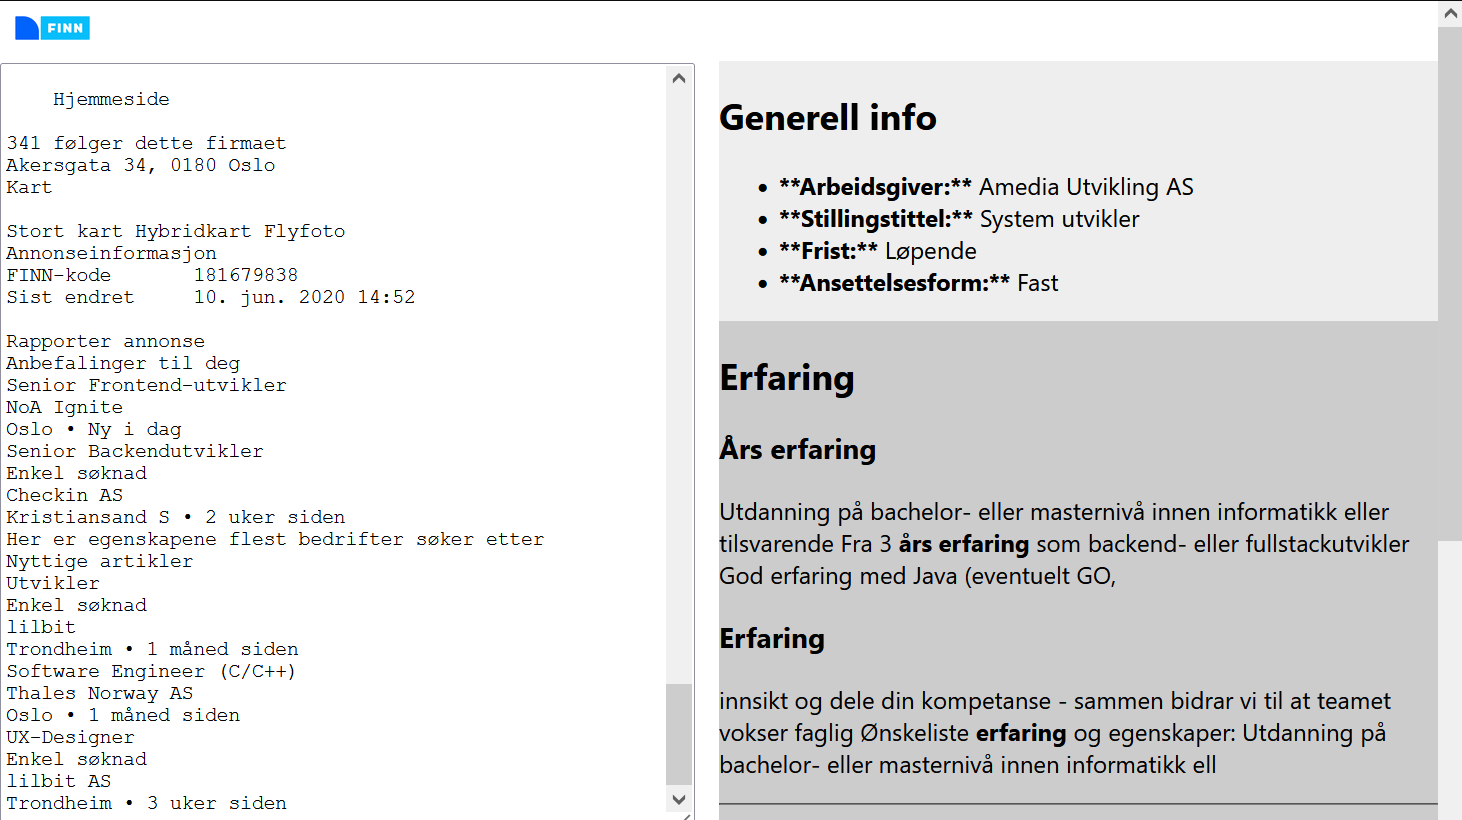 FINN
Hjemmeside
341 følger dette firmaet
Akersgata 34, 0180 Oslo
Kart
Stort kart Hybridkart Flyfoto
Annonseinformasjon
FINN-kode 181679838
Sist endret 10. jun. 2020 14:52
Rapporter annonse
Anbefalinger til deg
Senior Frontend-utvikler
NoA Ignite
Oslo • Ny i dag
Senior Backendutvikler
Enkel søknad
Checkin AS
Kristiansand S • 2 uker siden
Her er egenskapene flest bedrifter søker etter
Nyttige artikler
Utvikler
Enkel søknad
lilbit
Trondheim • 1 måned siden
Software Engineer (C/C++)
Thales Norway AS
Oslo • 1 måned siden
UX-Designer
Enkel søknad
lilbit AS
Trondheim • 3 uker siden
Generell info
• **Arbeidsgiver:** Amedia Utvikling AS
• **Stillingstittel:** System utvikler
• **Frist:** Løpende
• **Ansettelsesform:** Fast
Erfaring
Års erfaring
Utdanning på bachelor- eller masternivå innen informatikk eller
tilsvarende Fra 3 års erfaring som backend- eller fullstackutvikler
God erfaring med Java (eventuelt GO,
Erfaring
innsikt og dele din kompetanse - sammen bidrar vi til at teamet
vokser faglig Ønskeliste erfaring og egenskaper: Utdanning på
bachelor- eller masternivå innen informatikk ell